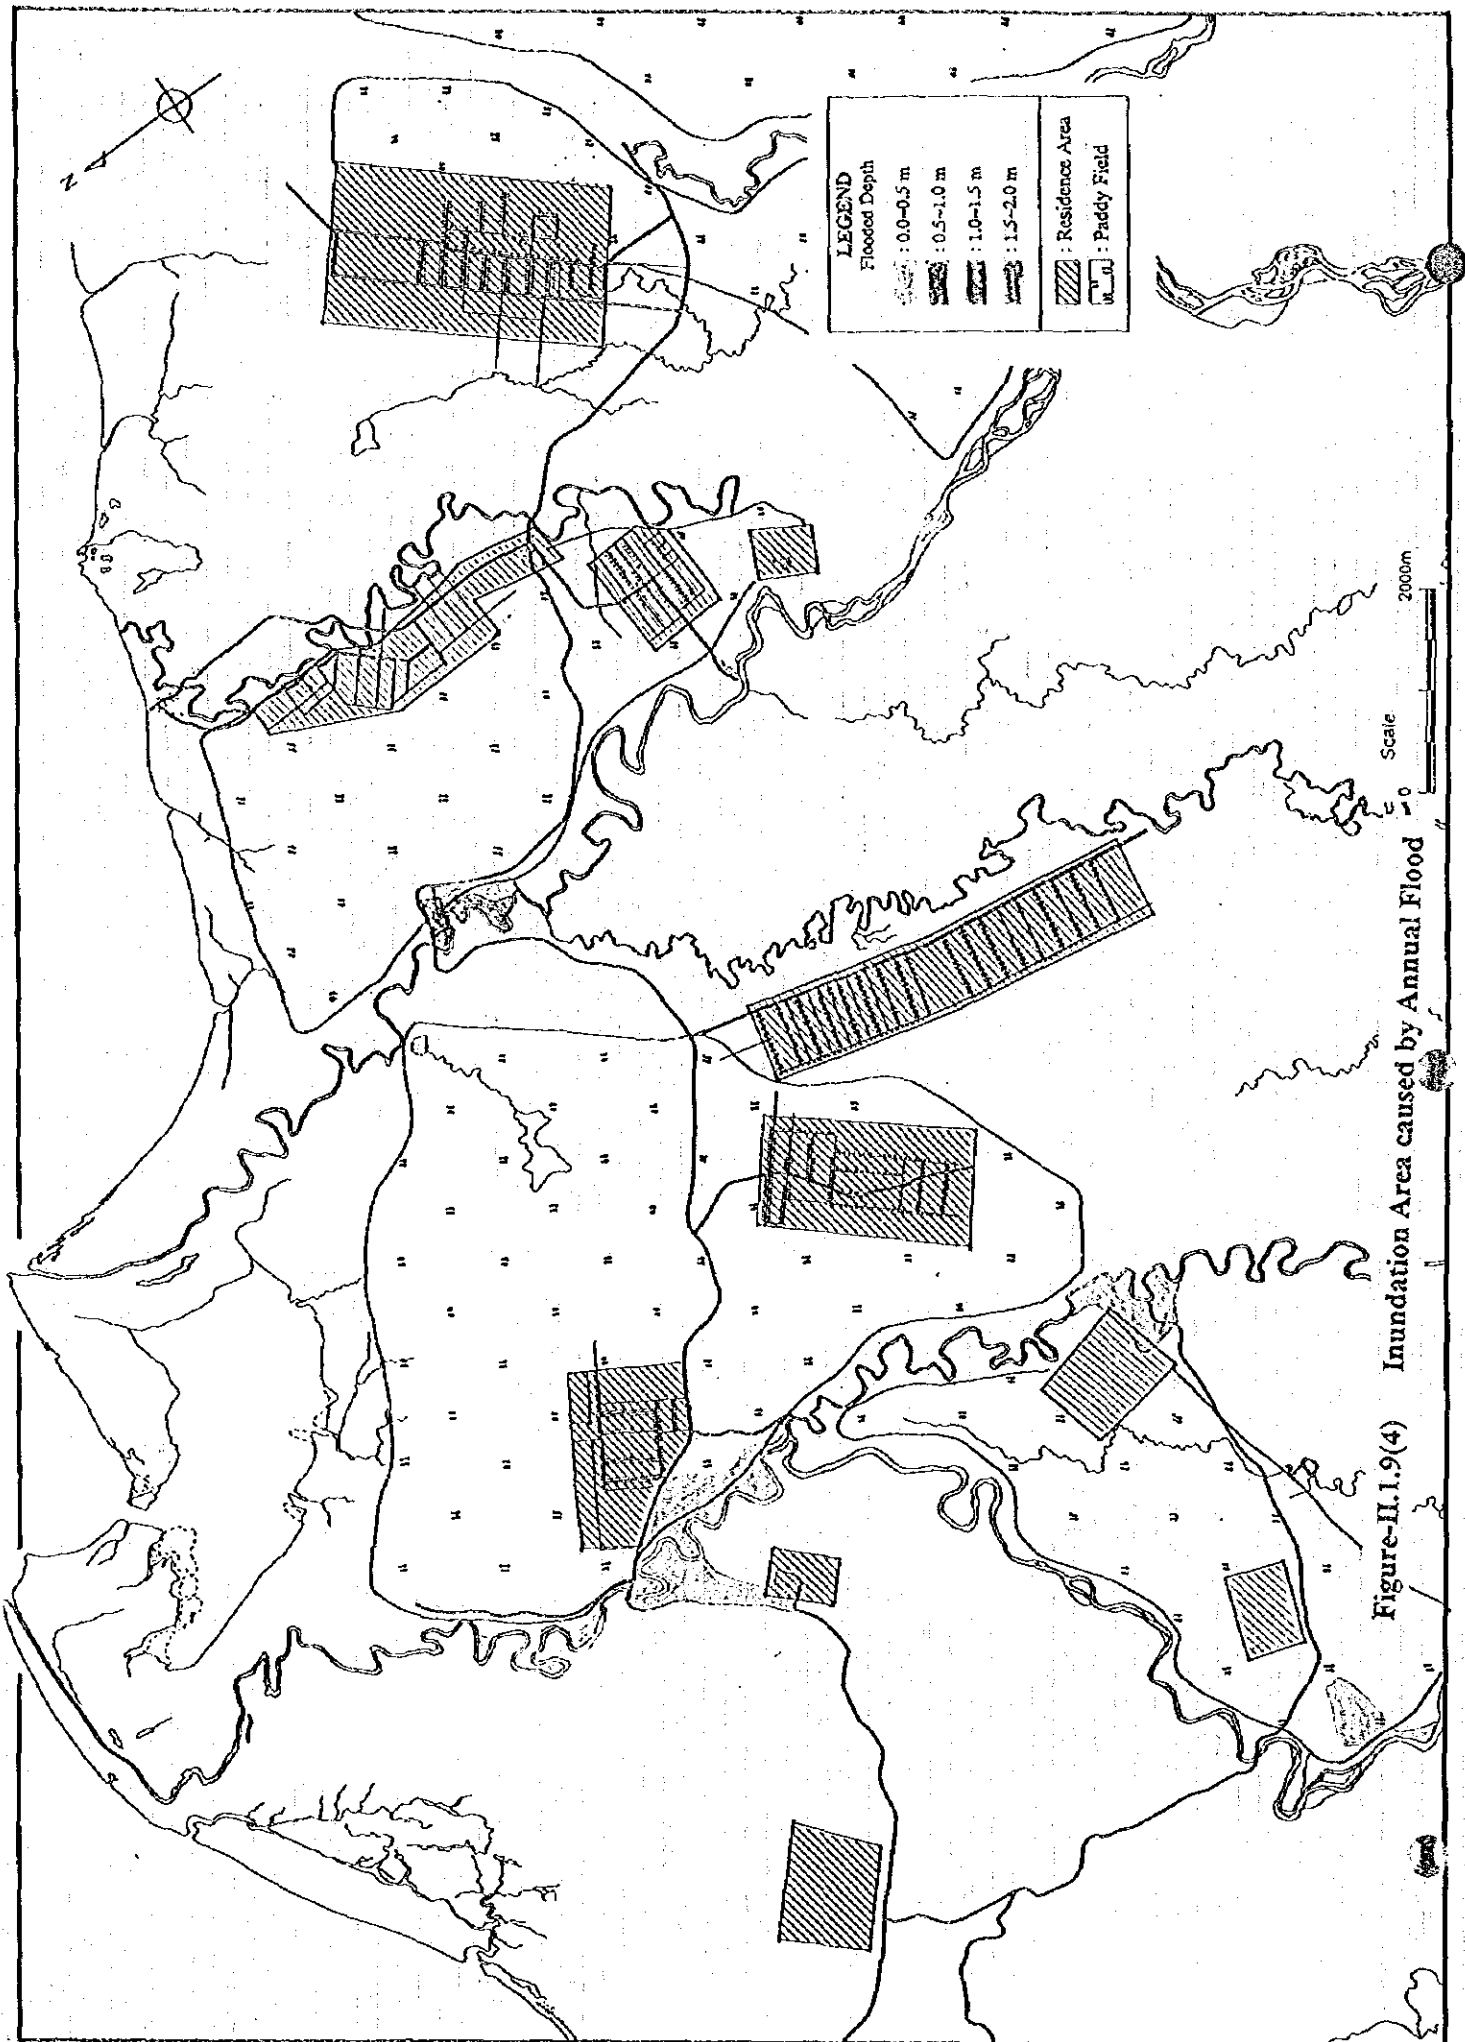 N
LEGEND
Flooded Depth
: 0.0-0.5 m
: 0.5-1.0 m
: 1.0-1.5 m
: 1.5-2.0 m
: Residence Area
: Paddy Field
Scale
0 2000m
Figure-II.1.9(4) Inundation Area caused by Annual Flood